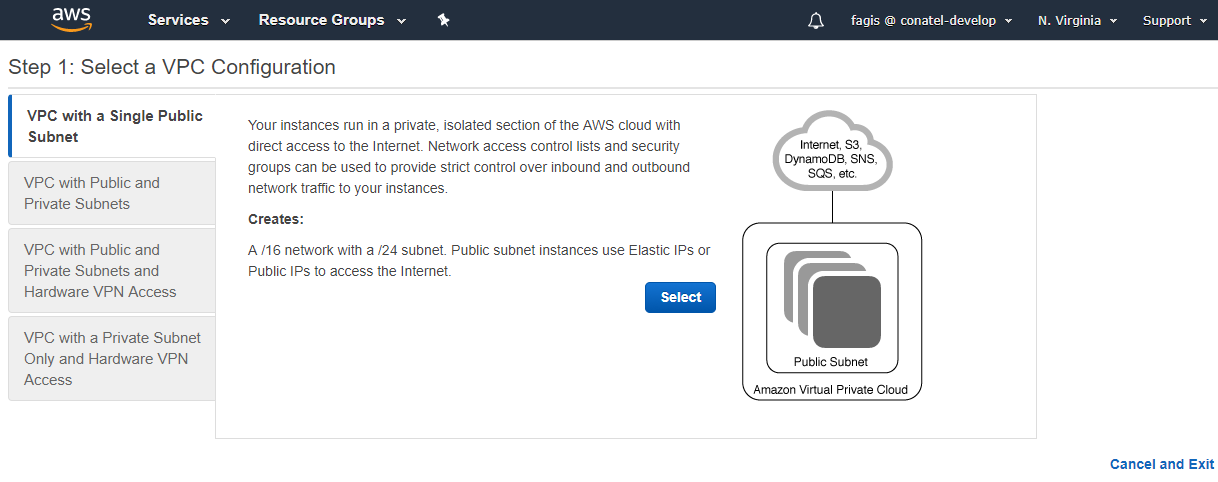 aws Services Resource Groups fagis @ conatel-develop N. Virginia Support
Step 1: Select a VPC Configuration
VPC with a Single Public
Subnet
VPC with Public and
Private Subnets
VPC with Public and
Private Subnets and
Hardware VPN Access
VPC with a Private Subnet
Only and Hardware VPN
Access
Your instances run in a private, isolated section of the AWS cloud with
direct access to the Internet. Network access control lists and security
groups can be used to provide strict control over inbound and outbound
network traffic to your instances.
Creates:
A /16 network with a /24 subnet. Public subnet instances use Elastic IPs or
Public IPs to access the Internet.
Select
Internet, S3,
DynamoDB, SNS,
SQS, etc.
Public Subnet
Amazon Virtual Private Cloud
Cancel and Exit